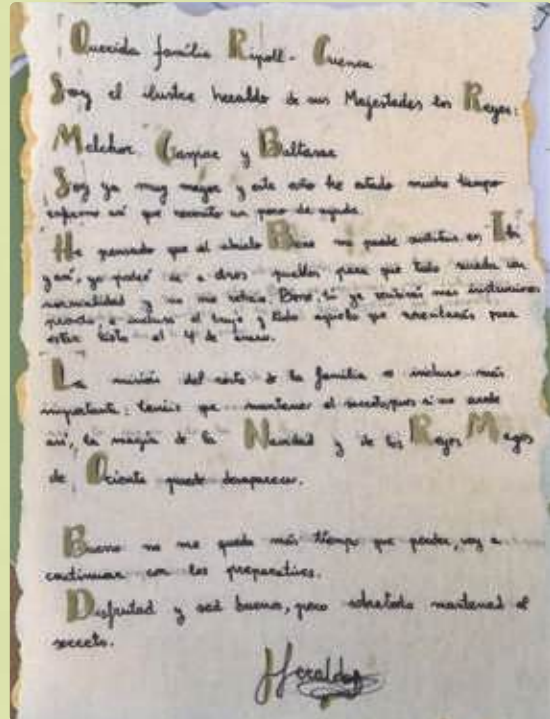 Querida familia Ripoll - Cuenca
Soy el ilustre heraldo de sus Majestades los Reyes:
Melchor, Gaspar y Baltasar
Soy ya muy mayor y este año he estado mucho tiempo
enfermo así que necesito un poco de ayuda.
He pensado que el abuelo me puede sustituir en Ibi
y así, yo podré ir a otros pueblos para que todo suceda con
normalidad y no me retrase. tú ya recibirás más instrucciones
pronto e incluso el traje y todo aquello que necesitarás para
estar listo el 4 de enero.
La misión del resto de la familia es incluso más
importante: tenéis que mantener el secreto, pues si no sucede
así, la magia de la Navidad y de los Reyes Magos
de Oriente puede desaparecer.
Bueno no me queda más tiempo que perder, voy a
continuar con los preparativos.
Disfrutad y sed buenos, pero sobretodo mantened el
secreto.
Heraldo